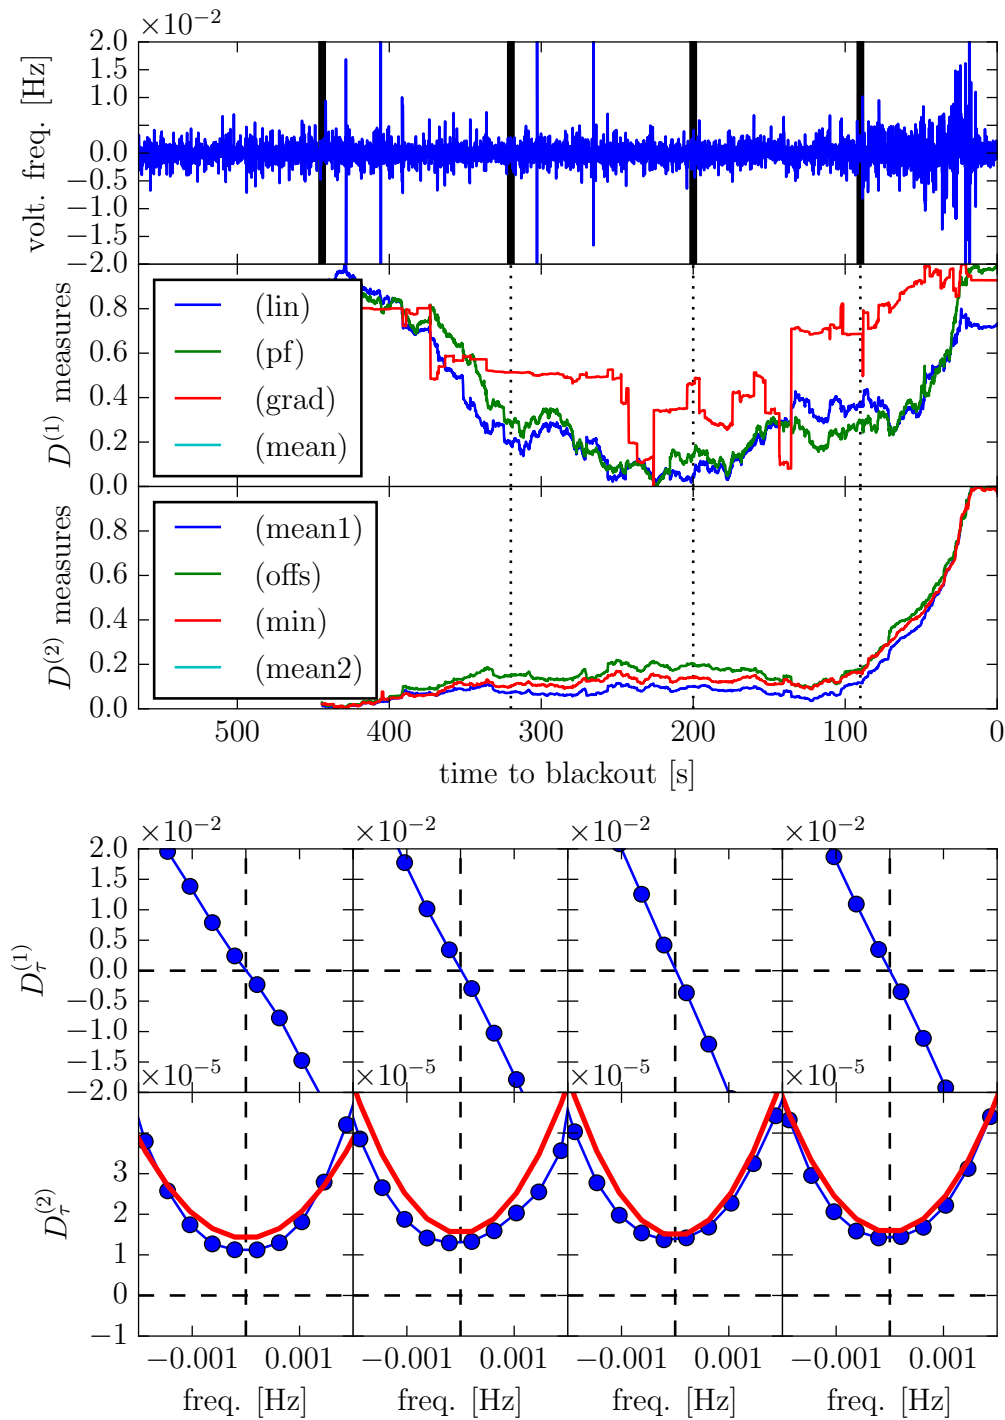 ×10⁻²
2.0
1.0
0.0
−0.5
−1.0
−1.5
−2.0
volt. freq. [Hz]
0.8
0.6
0.4
0.2
0.0
D⁽¹⁾ measures
(lin)
(pf)
(grad)
(mean)
0.8
0.6
0.4
0.2
0.0
D⁽²⁾ measures
(mean1)
(offs)
(min)
(mean2)
500 400 300 200 100 0
time to blackout [s]
×10⁻² ×10⁻² ×10⁻² ×10⁻²
2.0
1.5
1.0
0.5
0.0
−0.5
−1.0
−1.5
−2.0
D_τ⁽¹⁾
×10⁻⁵ ×10⁻⁵ ×10⁻⁵ ×10⁻⁵
3
2
1
0
−1
D_τ⁽²⁾
−0.001 0.001 −0.001 0.001 −0.001 0.001 −0.001 0.001
freq. [Hz] freq. [Hz] freq. [Hz] freq. [Hz]